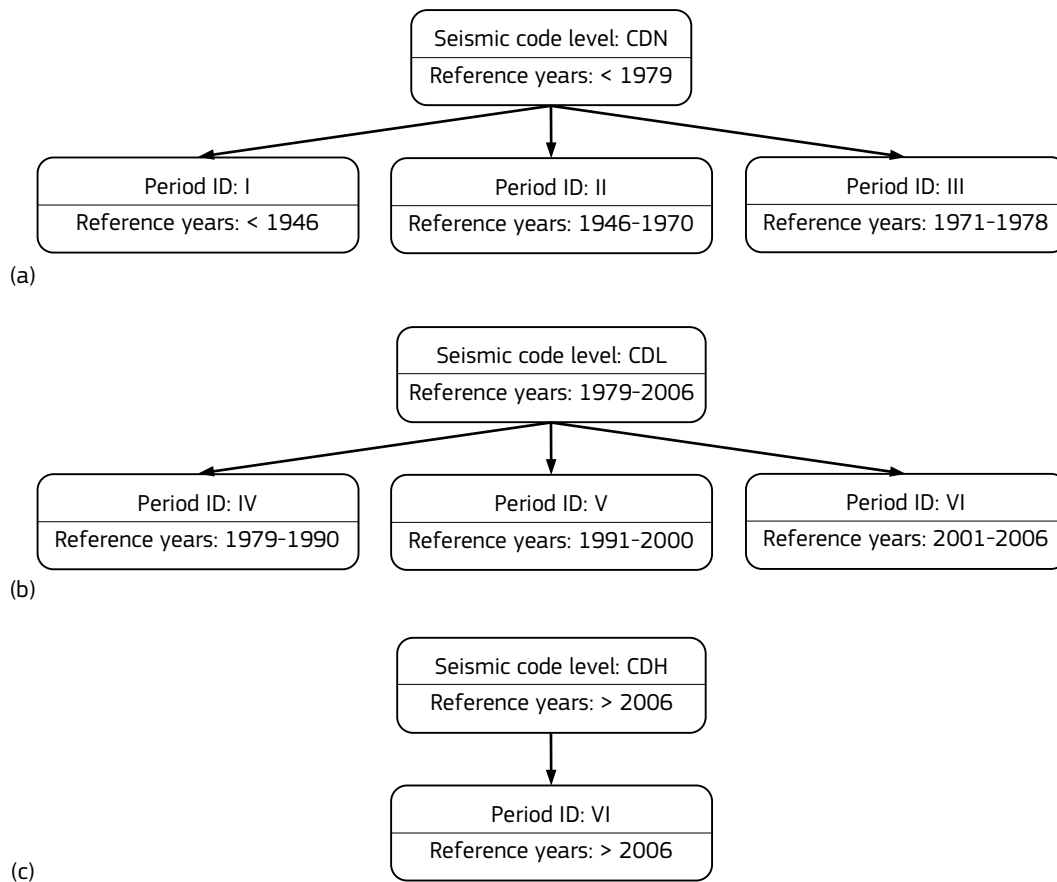 Seismic code level: CDN
Reference years: < 1979
Period ID: I
Reference years: < 1946
Period ID: II
Reference years: 1946-1970
Period ID: III
Reference years: 1971-1978
(a)
Seismic code level: CDL
Reference years: 1979-2006
Period ID: IV
Reference years: 1979-1990
Period ID: V
Reference years: 1991-2000
Period ID: VI
Reference years: 2001-2006
(b)
Seismic code level: CDH
Reference years: > 2006
Period ID: VI
Reference years: > 2006
(c)